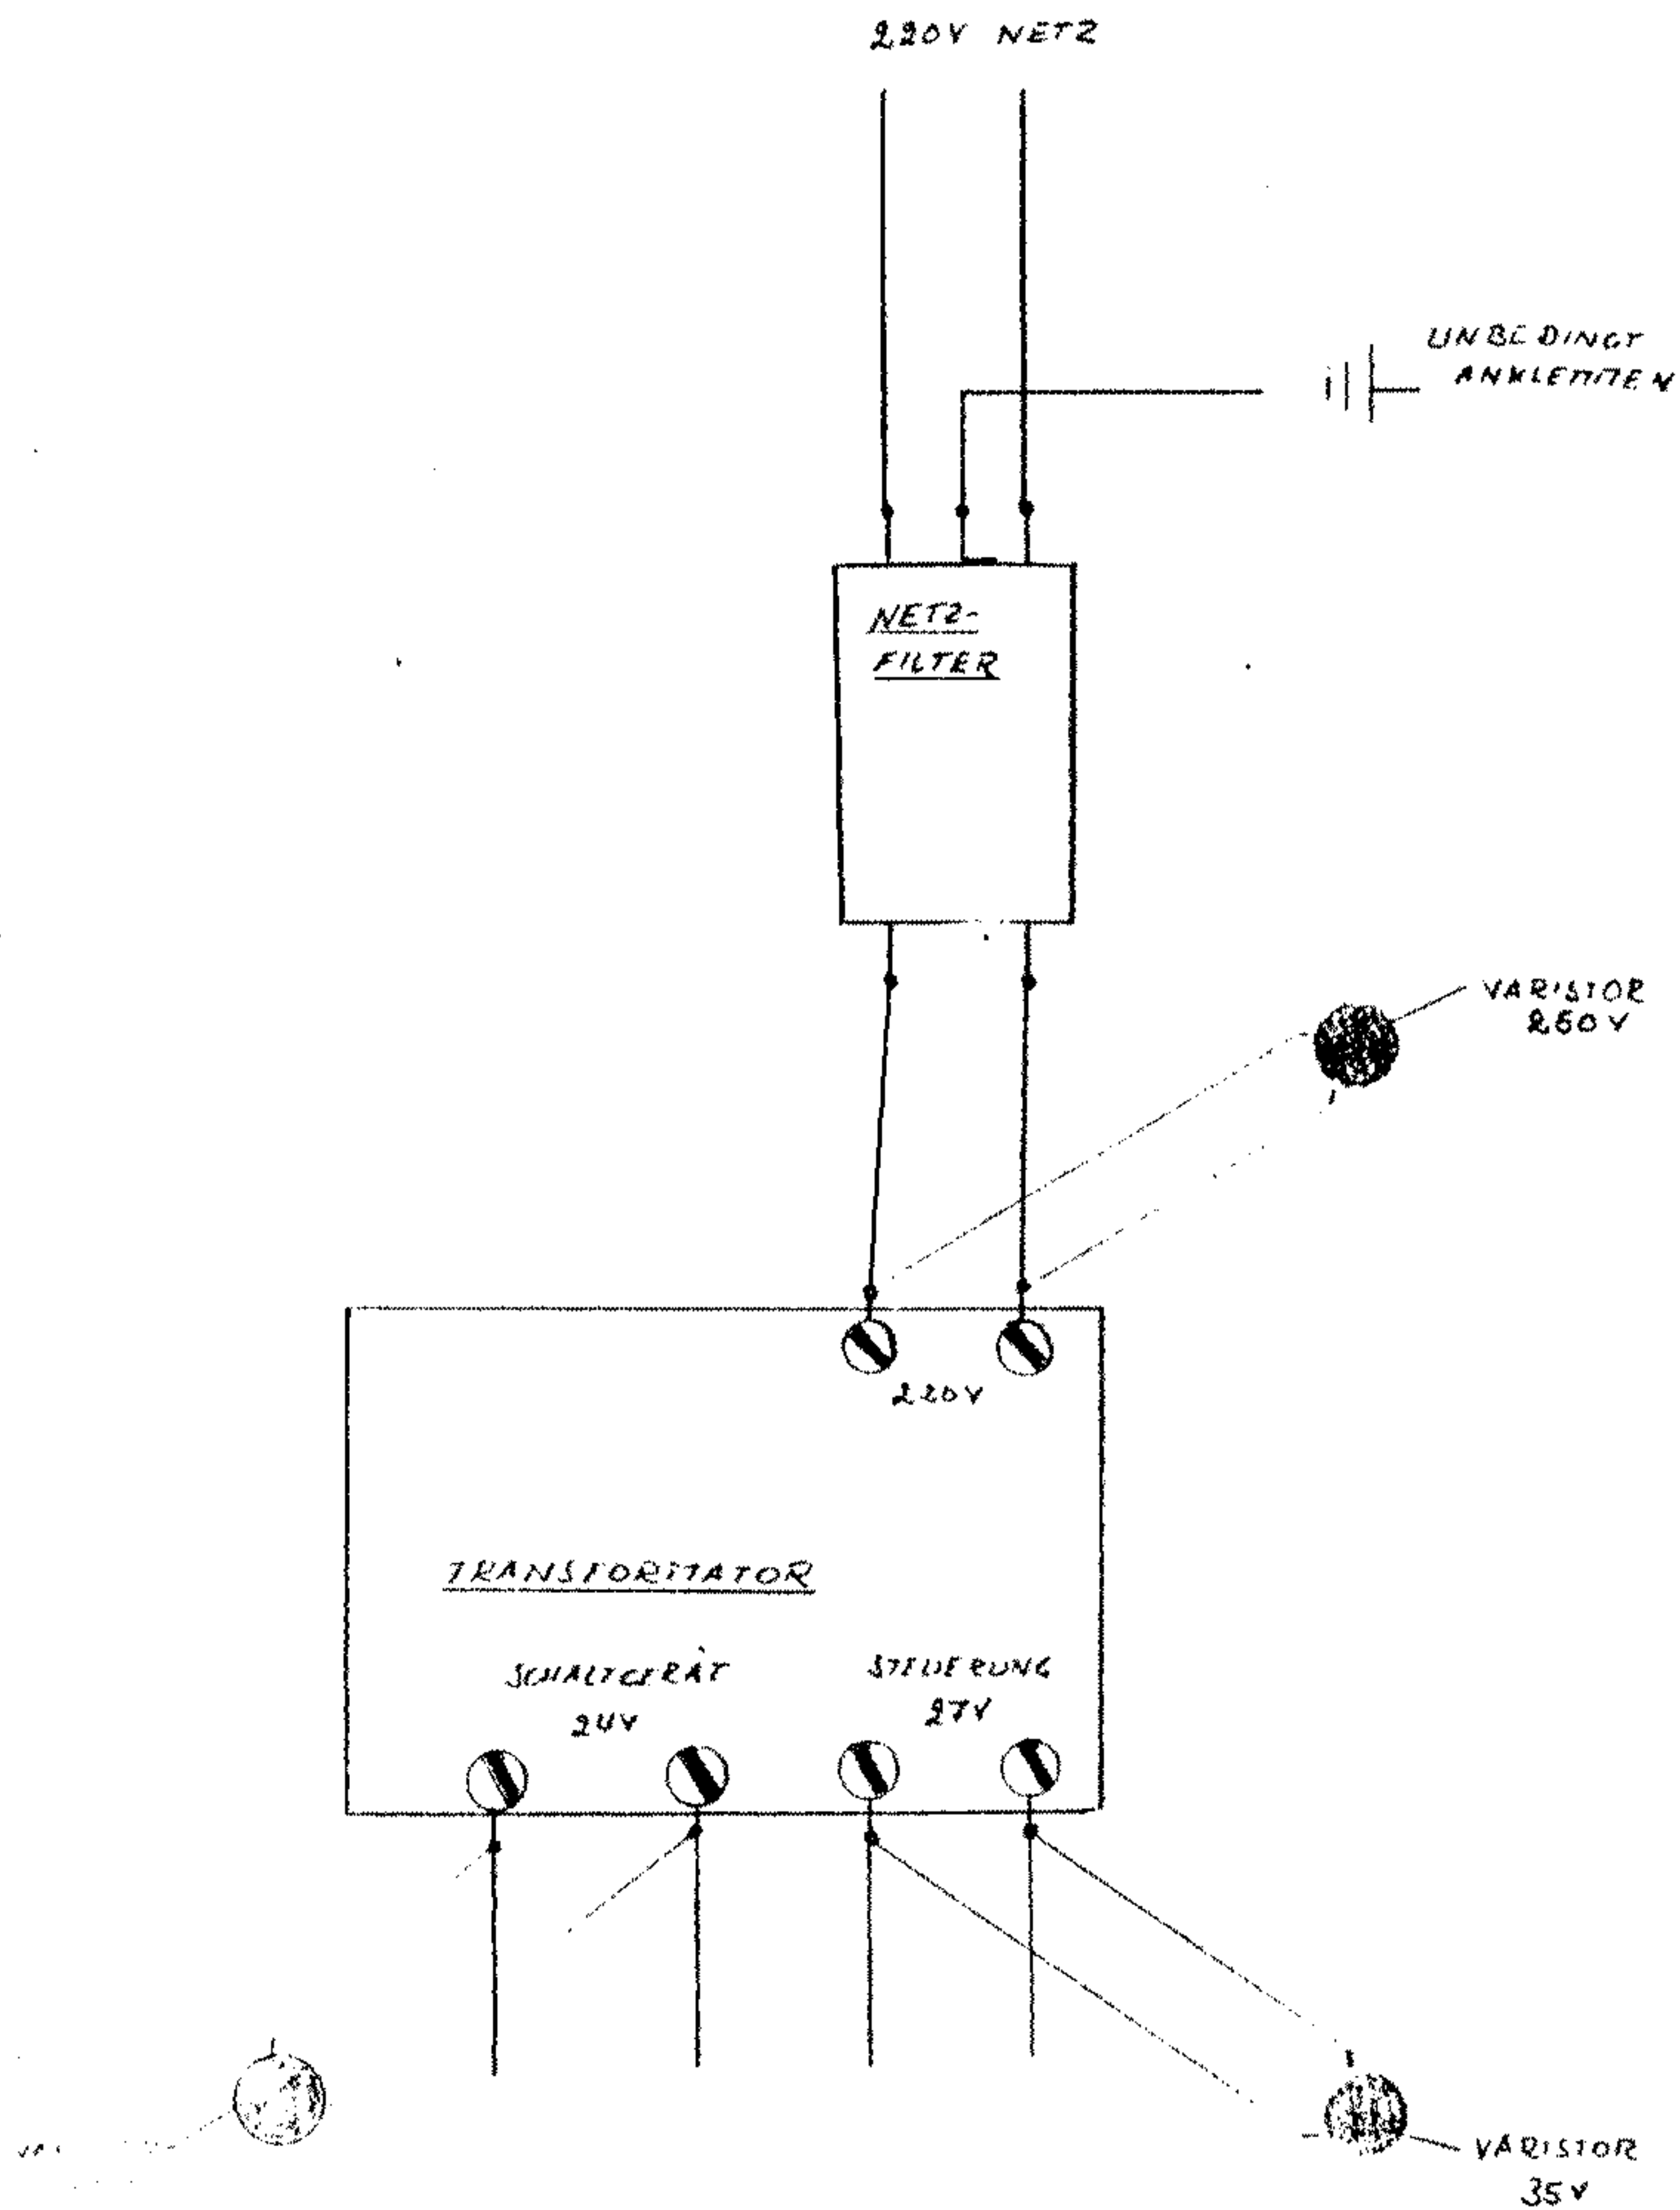 220V NETZ
UNBEDINGT
ANKLEMMEN
NETZ-
FILTER
VARISTOR
250V
220V
TRANSFORMATOR
SCHALTGERÄT
24V
STEUERUNG
27V
VARISTOR
35V